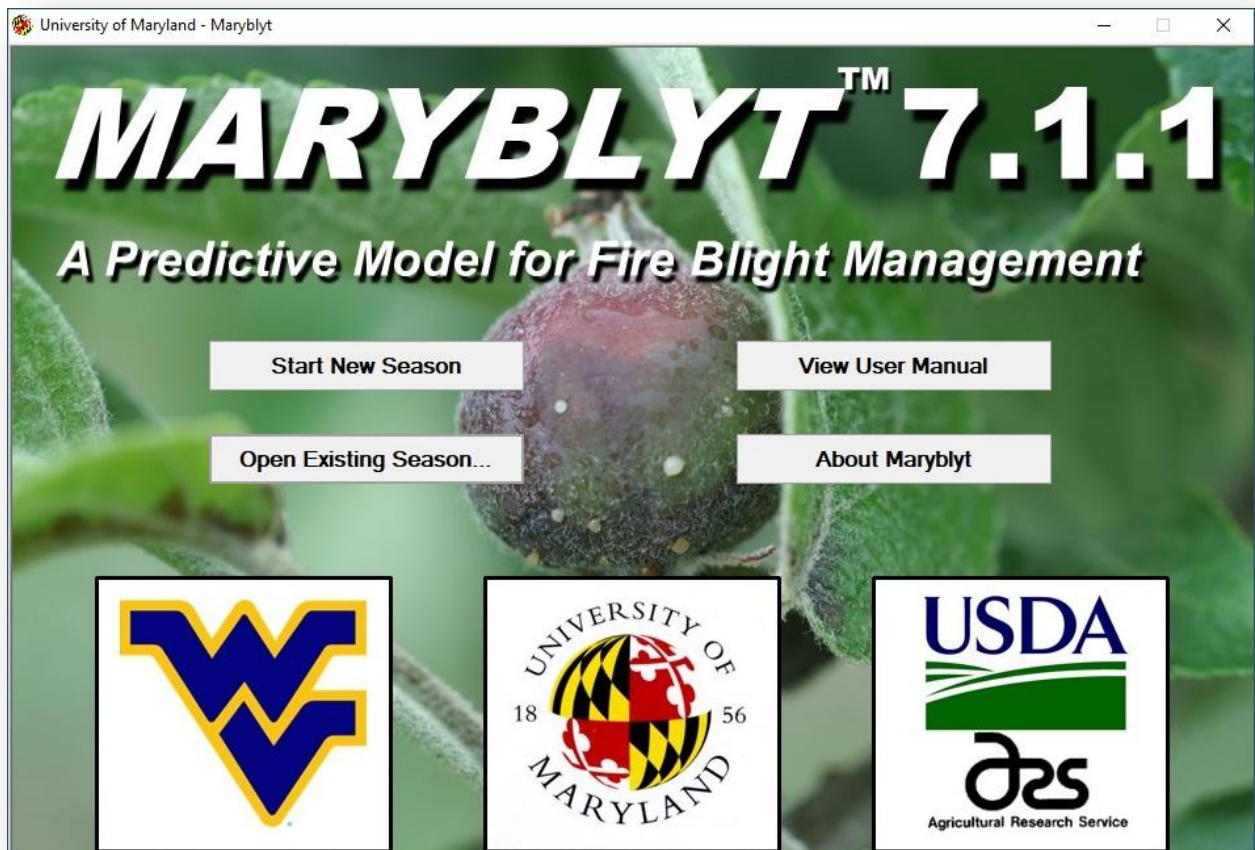 University of Maryland - Maryblyt
MARYBLYT™ 7.1.1
A Predictive Model for Fire Blight Management
Start New Season
View User Manual
Open Existing Season...
About Maryblyt
WV
UNIVERSITY OF
18 56
MARYLAND
USDA
ars
Agricultural Research Service